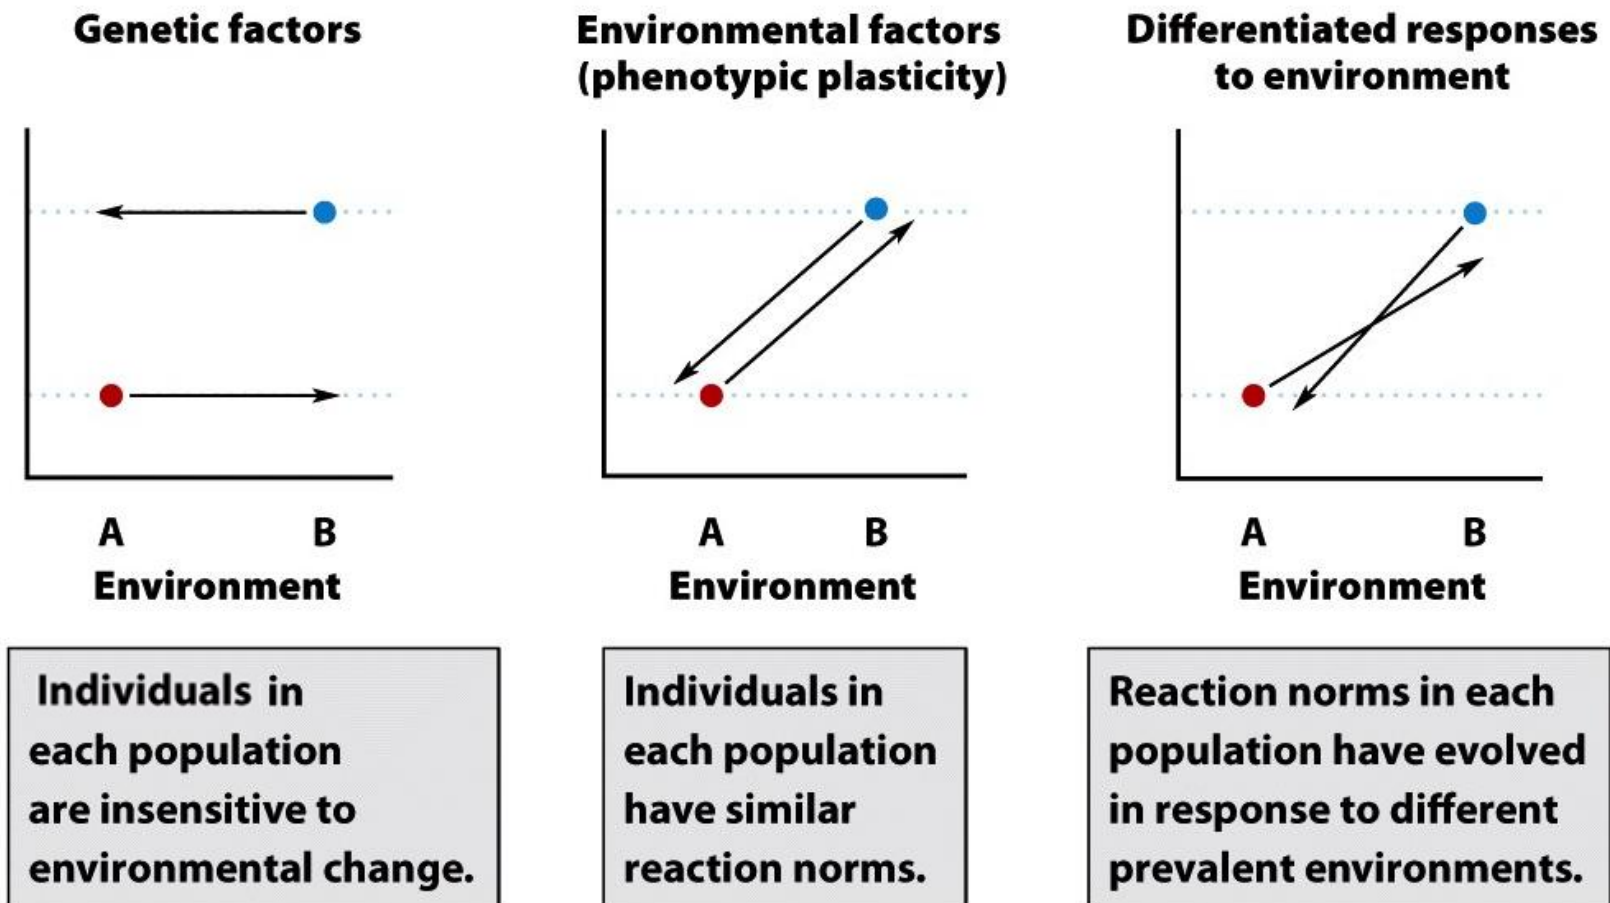 Genetic factors
Environmental factors
(phenotypic plasticity)
Differentiated responses
to environment
A B
Environment
A B
Environment
A B
Environment
Individuals in
each population
are insensitive to
environmental change.
Individuals in
each population
have similar
reaction norms.
Reaction norms in each
population have evolved
in response to different
prevalent environments.